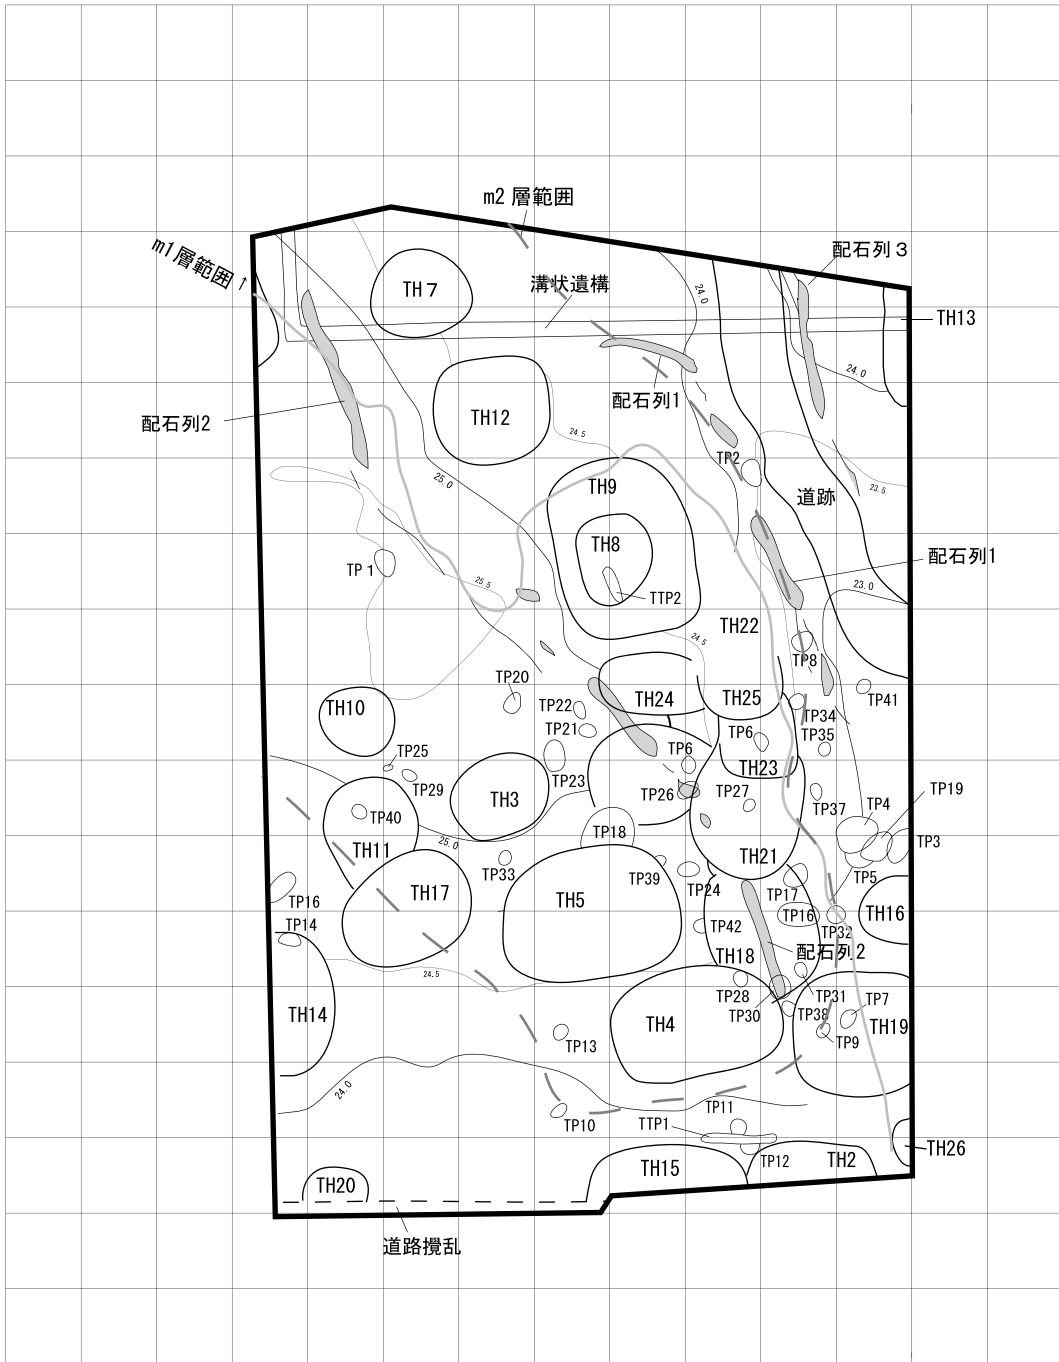 m2 層範囲
m1層範囲 ↑
配石列3
TH7
溝状遺構
24.0
TH13
24.0
配石列1
TH12
配石列2
24.5
TP2
25.0
TH9
23.5
道跡
TH8
配石列1
TP1
25.5
23.0
TTP2
TH22
24.5
TP8
TP20
TH24
TH25
TP41
TH10
TP22
TP34
TP21
TP6
TP35
TP25
TP6
TH23
TP29
TP23
TP26
TP27
TH3
TP37
TP4
TP19
TP40
TP18
25.0
TH11
TP3
TH21
TP33
TP39
TP5
TH17
TP24
TP17
TP16
TH5
TP16
TH16
TP14
TP42
TP32
配石列2
TH18
24.5
TP28
TP31
TP7
TH14
TP30
TP38
TH4
TH19
TP13
TP9
24.0
TP11
TP10
TTP1
TH26
TP12
TH2
TH15
TH20
道路攪乱